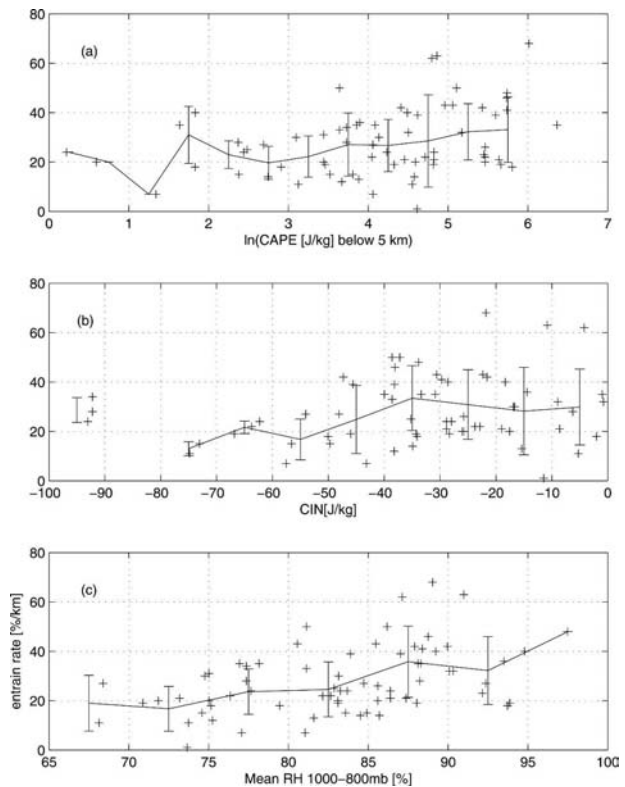 80
(a)
60
40
20
0
0 1 2 3 4 5 6 7
ln(CAPE [J/kg] below 5 km)
80
(b)
60
40
20
0
−100 −90 −80 −70 −60 −50 −40 −30 −20 −10 0
CIN[J/kg]
80
(c)
60
entrain rate [%/km]
40
20
0
65 70 75 80 85 90 95 100
Mean RH 1000−800mb [%]